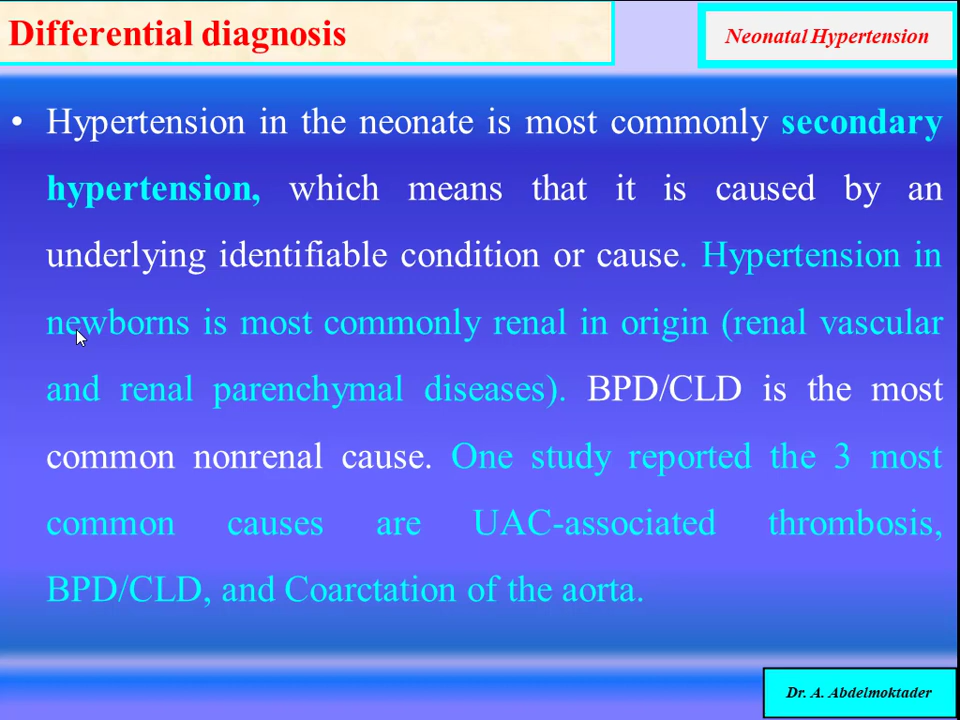 Differential diagnosis
Neonatal Hypertension
• Hypertension in the neonate is most commonly secondary
hypertension, which means that it is caused by an
underlying identifiable condition or cause. Hypertension in
newborns is most commonly renal in origin (renal vascular
and renal parenchymal diseases). BPD/CLD is the most
common nonrenal cause. One study reported the 3 most
common causes are UAC-associated thrombosis,
BPD/CLD, and Coarctation of the aorta.
Dr. A. Abdelmoktader